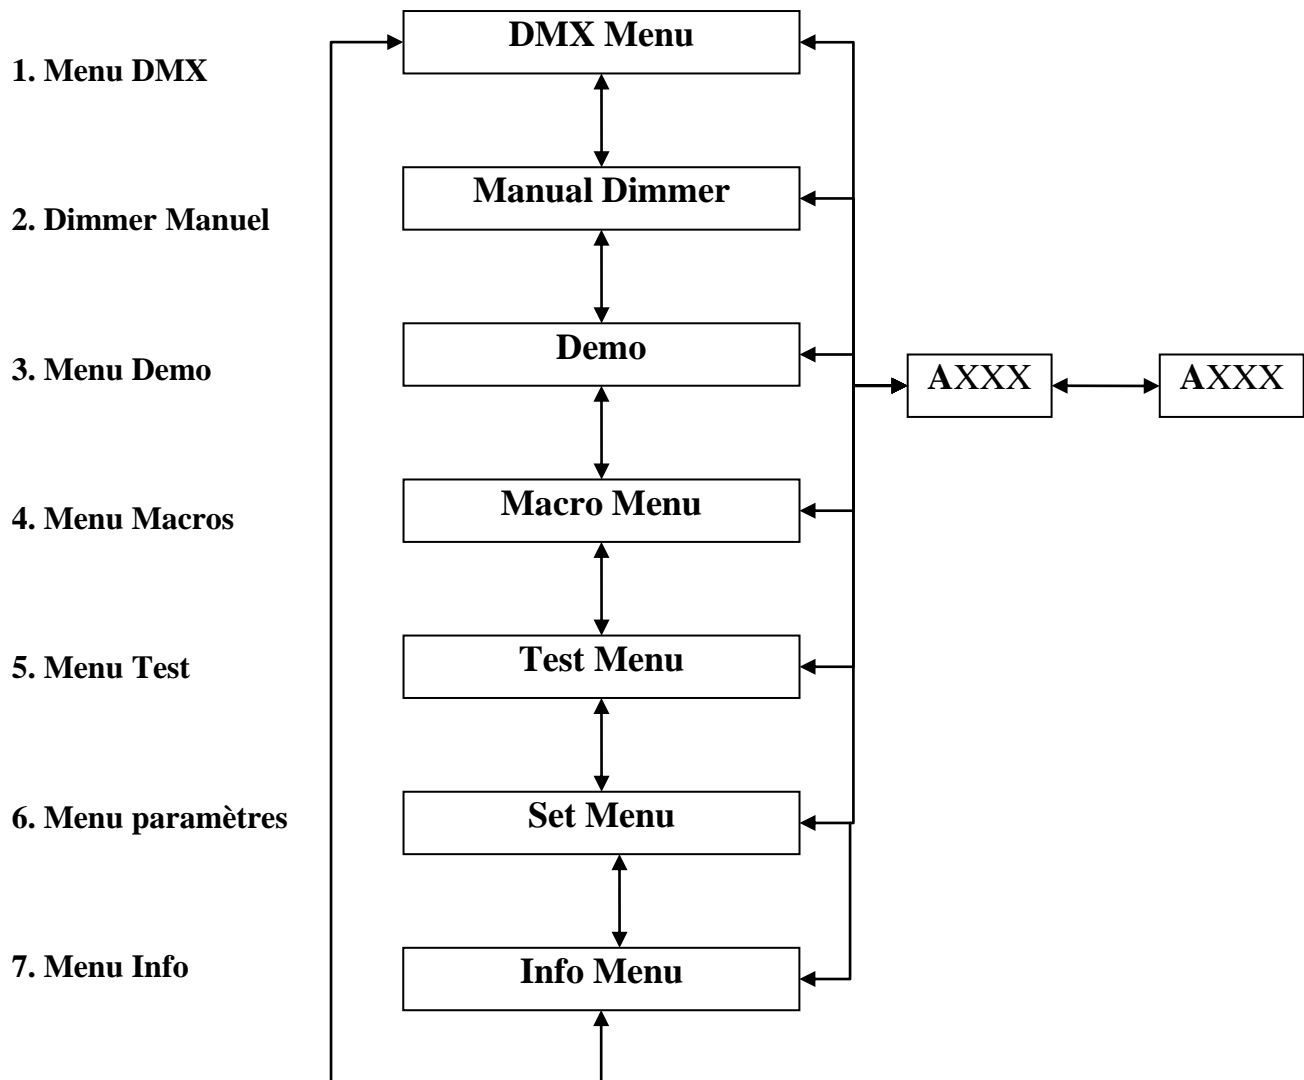 DMX Menu
1. Menu DMX
Manual Dimmer
2. Dimmer Manuel
Demo
3. Menu Demo
AXXX
AXXX
Macro Menu
4. Menu Macros
Test Menu
5. Menu Test
Set Menu
6. Menu paramètres
Info Menu
7. Menu Info